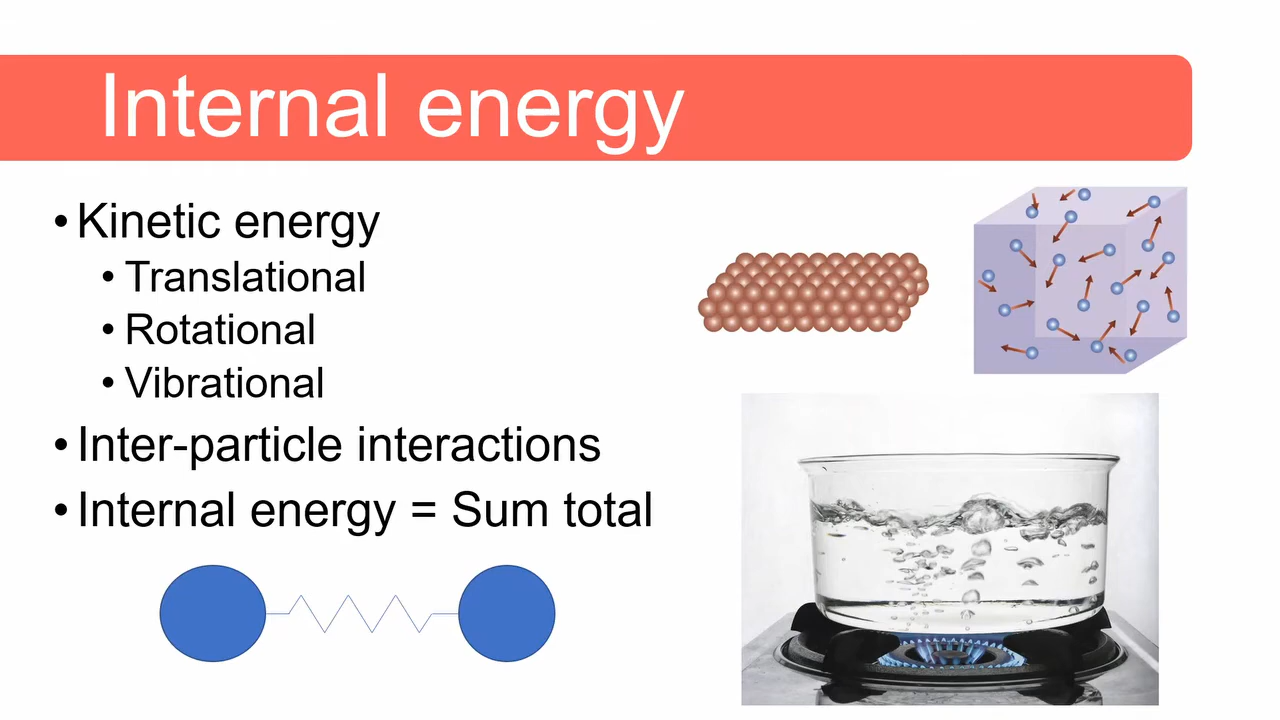 Internal energy
• Kinetic energy
• Translational
• Rotational
• Vibrational
• Inter-particle interactions
• Internal energy = Sum total